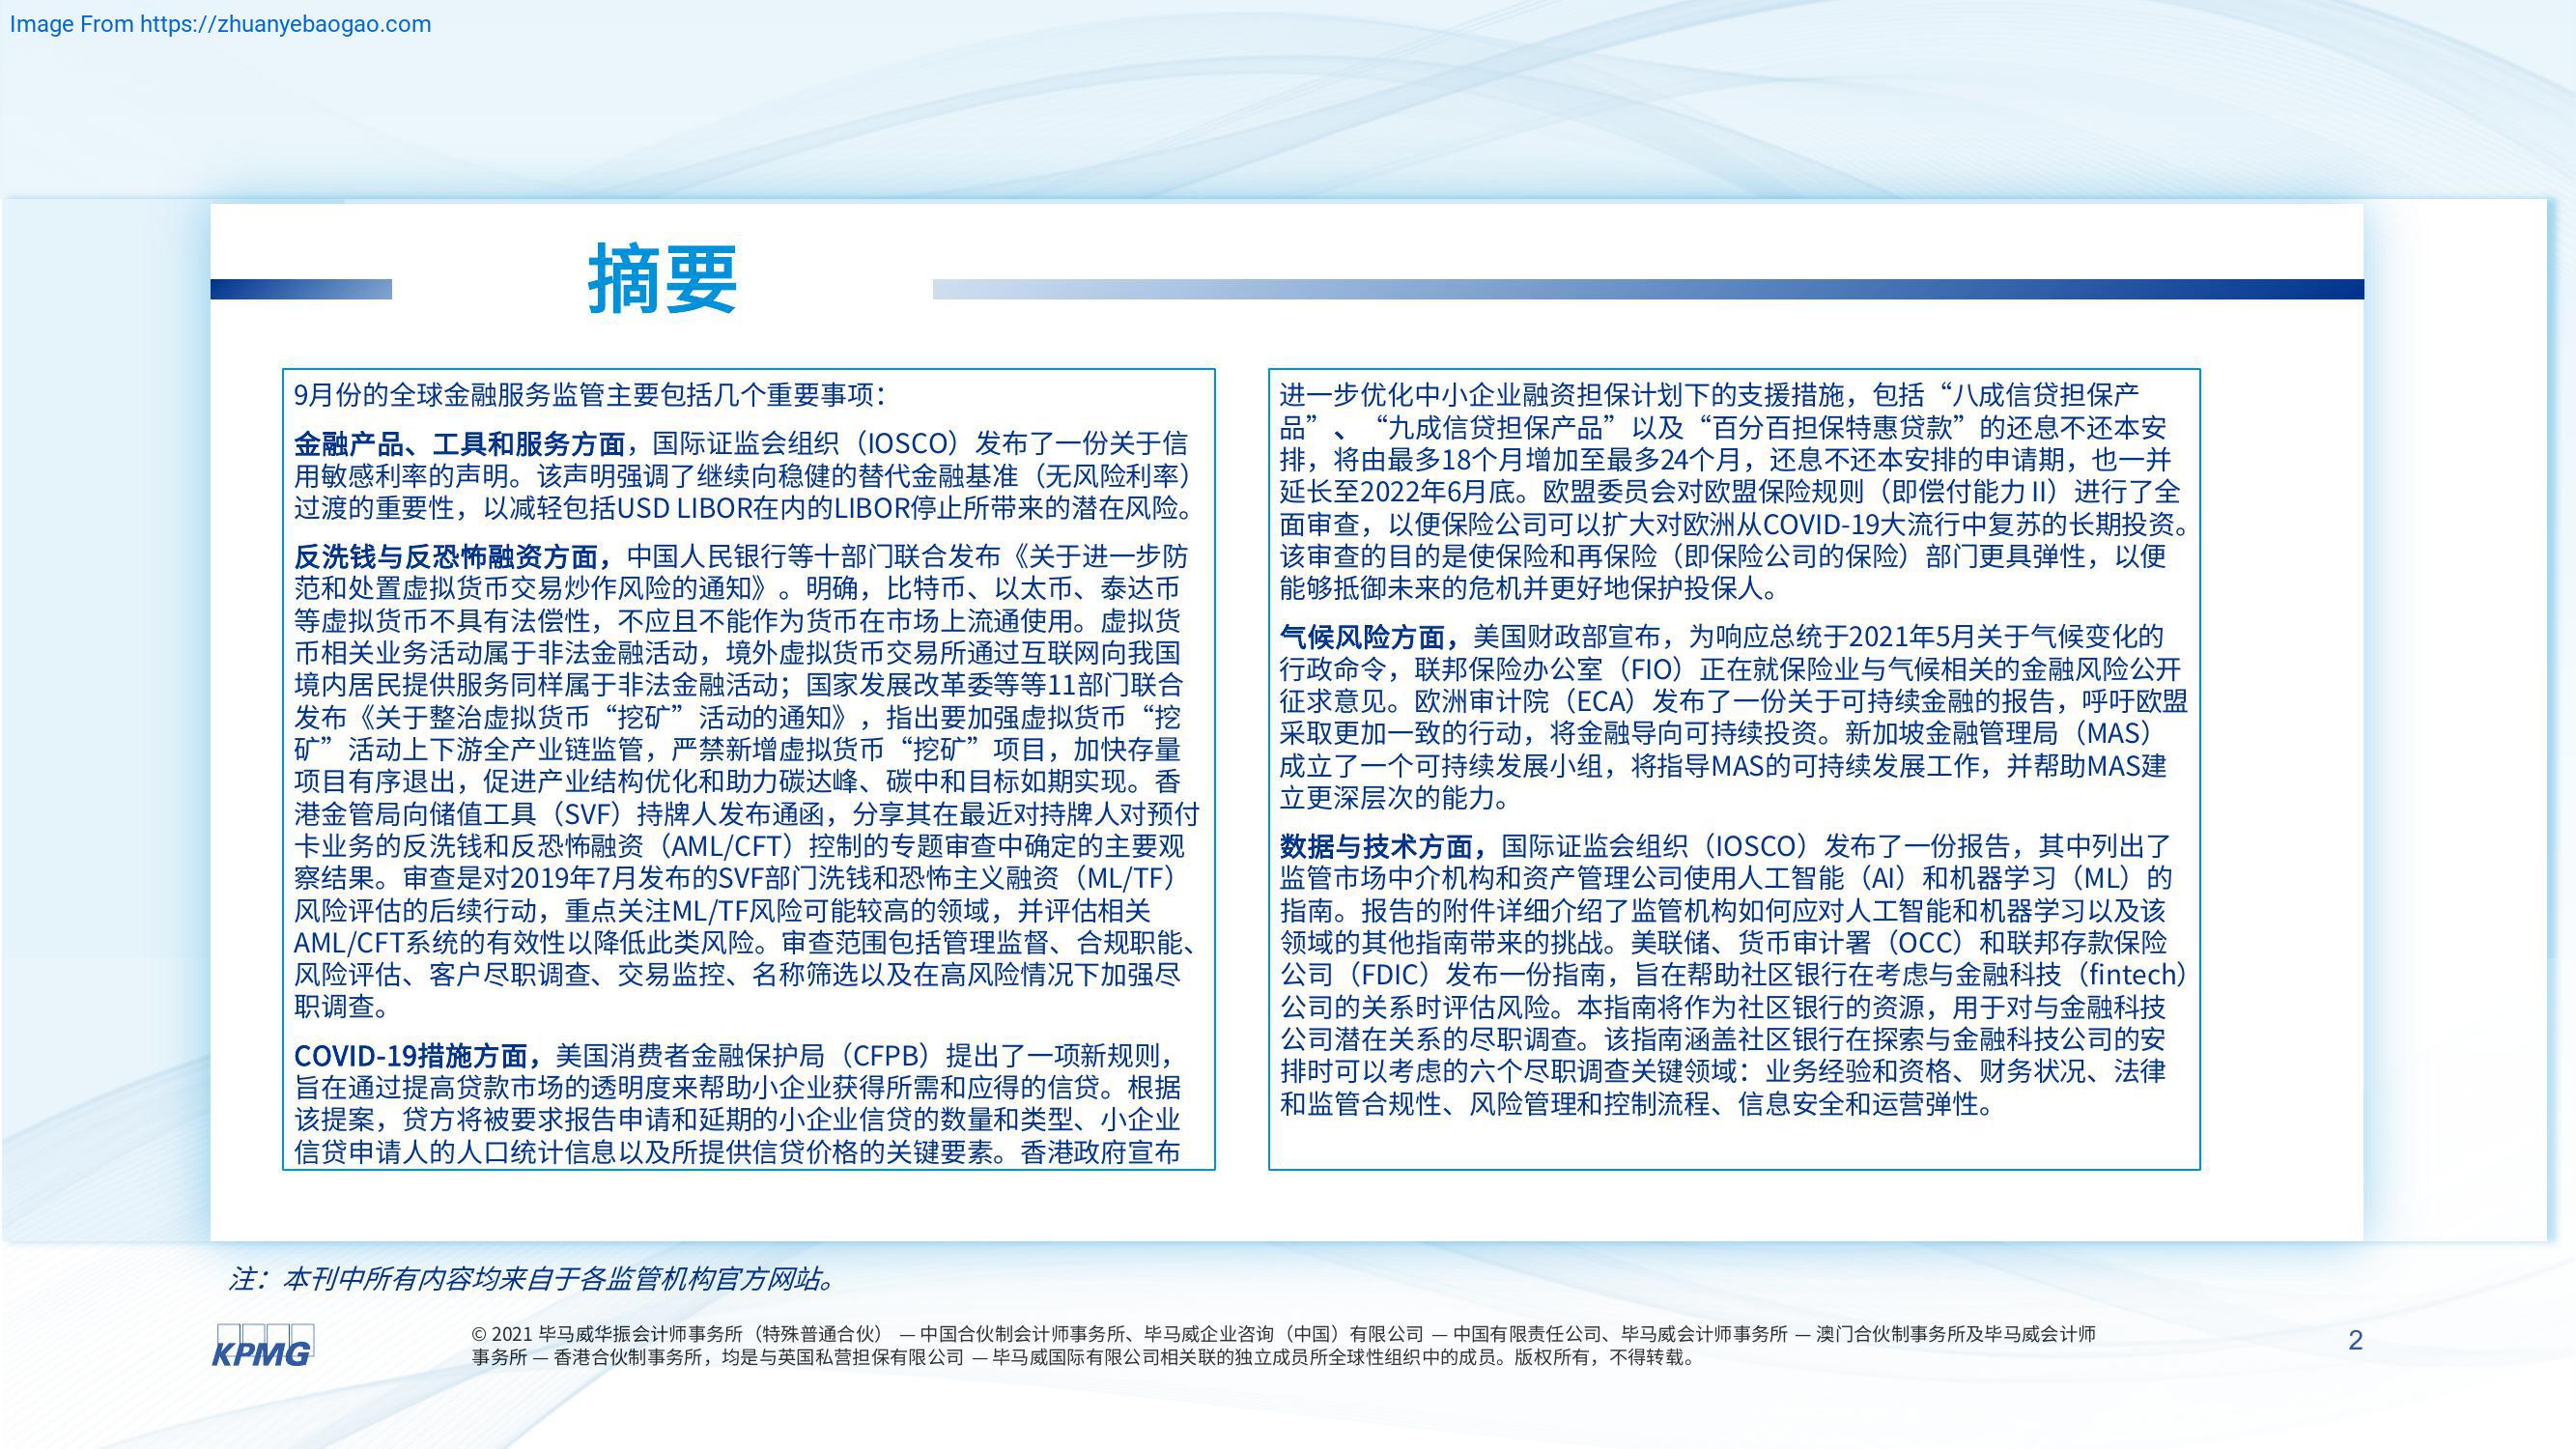 Image From https://zhuanyebaogao.com
摘要
9月份的全球金融服务监管主要包括几个重要事项：
金融产品、工具和服务方面，国际证监会组织（IOSCO）发布了一份关于信
用敏感利率的声明。该声明强调了继续向稳健的替代金融基准（无风险利率）
过渡的重要性，以减轻包括USD LIBOR在内的LIBOR停止所带来的潜在风险。
反洗钱与反恐怖融资方面，中国人民银行等十部门联合发布《关于进一步防
范和处置虚拟货币交易炒作风险的通知》。明确，比特币、以太币、泰达币
等虚拟货币不具有法偿性，不应且不能作为货币在市场上流通使用。虚拟货
币相关业务活动属于非法金融活动，境外虚拟货币交易所通过互联网向我国
境内居民提供服务同样属于非法金融活动；国家发展改革委等等11部门联合
发布《关于整治虚拟货币“挖矿”活动的通知》，指出要加强虚拟货币“挖
矿”活动上下游全产业链监管，严禁新增虚拟货币“挖矿”项目，加快存量
项目有序退出，促进产业结构优化和助力碳达峰、碳中和目标如期实现。香
港金管局向储值工具（SVF）持牌人发布通函，分享其在最近对持牌人对预付
卡业务的反洗钱和反恐怖融资（AML/CFT）控制的专题审查中确定的主要观
察结果。审查是对2019年7月发布的SVF部门洗钱和恐怖主义融资（ML/TF）
风险评估的后续行动，重点关注ML/TF风险可能较高的领域，并评估相关
AML/CFT系统的有效性以降低此类风险。审查范围包括管理监督、合规职能、
风险评估、客户尽职调查、交易监控、名称筛选以及在高风险情况下加强尽
职调查。
COVID-19措施方面，美国消费者金融保护局（CFPB）提出了一项新规则，
旨在通过提高贷款市场的透明度来帮助小企业获得所需和应得的信贷。根据
该提案，贷方将被要求报告申请和延期的小企业信贷的数量和类型、小企业
信贷申请人的人口统计信息以及所提供信贷价格的关键要素。香港政府宣布
进一步优化中小企业融资担保计划下的支援措施，包括“八成信贷担保产
品”、“九成信贷担保产品”以及“百分百担保特惠贷款”的还息不还本安
排，将由最多18个月增加至最多24个月，还息不还本安排的申请期，也一并
延长至2022年6月底。欧盟委员会对欧盟保险规则（即偿付能力 II）进行了全
面审查，以便保险公司可以扩大对欧洲从COVID-19大流行中复苏的长期投资。
该审查的目的是使保险和再保险（即保险公司的保险）部门更具弹性，以便
能够抵御未来的危机并更好地保护投保人。
气候风险方面，美国财政部宣布，为响应总统于2021年5月关于气候变化的
行政命令，联邦保险办公室（FIO）正在就保险业与气候相关的金融风险公开
征求意见。欧洲审计院（ECA）发布了一份关于可持续金融的报告，呼吁欧盟
采取更加一致的行动，将金融导向可持续投资。新加坡金融管理局（MAS）
成立了一个可持续发展小组，将指导MAS的可持续发展工作，并帮助MAS建
立更深层次的能力。
数据与技术方面，国际证监会组织（IOSCO）发布了一份报告，其中列出了
监管市场中介机构和资产管理公司使用人工智能（AI）和机器学习（ML）的
指南。报告的附件详细介绍了监管机构如何应对人工智能和机器学习以及该
领域的其他指南带来的挑战。美联储、货币审计署（OCC）和联邦存款保险
公司（FDIC）发布一份指南，旨在帮助社区银行在考虑与金融科技（fintech）
公司的关系时评估风险。本指南将作为社区银行的资源，用于对与金融科技
公司潜在关系的尽职调查。该指南涵盖社区银行在探索与金融科技公司的安
排时可以考虑的六个尽职调查关键领域：业务经验和资格、财务状况、法律
和监管合规性、风险管理和控制流程、信息安全和运营弹性。
注：本刊中所有内容均来自于各监管机构官方网站。
KPMG
© 2021 毕马威华振会计师事务所（特殊普通合伙） — 中国合伙制会计师事务所、毕马威企业咨询（中国）有限公司 — 中国有限责任公司、毕马威会计师事务所 — 澳门合伙制事务所及毕马威会计师
事务所 — 香港合伙制事务所，均是与英国私营担保有限公司 — 毕马威国际有限公司相关联的独立成员所全球性组织中的成员。版权所有，不得转载。
2